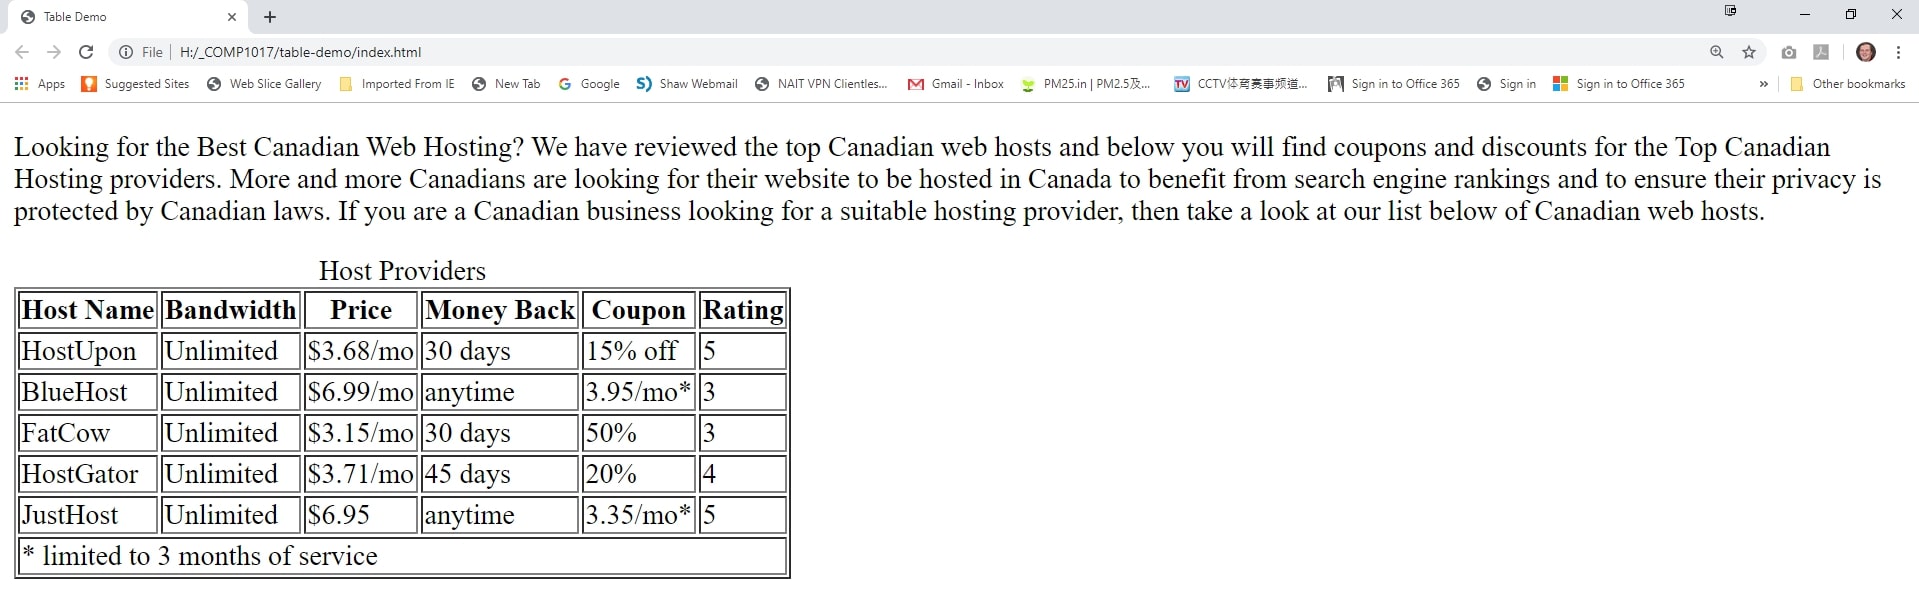 Table Demo
File H:/_COMP1017/table-demo/index.html
Apps Suggested Sites Web Slice Gallery Imported From IE New Tab Google Shaw Webmail NAIT VPN Clientles... Gmail - Inbox PM25.in | PM2.5及... CCTV体育赛事频道... Sign in to Office 365 Sign in Sign in to Office 365 » Other bookmarks
Looking for the Best Canadian Web Hosting? We have reviewed the top Canadian web hosts and below you will find coupons and discounts for the Top Canadian
Hosting providers. More and more Canadians are looking for their website to be hosted in Canada to benefit from search engine rankings and to ensure their privacy is
protected by Canadian laws. If you are a Canadian business looking for a suitable hosting provider, then take a look at our list below of Canadian web hosts.
Host Providers
Host Name Bandwidth Price Money Back Coupon Rating
HostUpon Unlimited $3.68/mo 30 days 15% off 5
BlueHost Unlimited $6.99/mo anytime 3.95/mo* 3
FatCow Unlimited $3.15/mo 30 days 50% 3
HostGator Unlimited $3.71/mo 45 days 20% 4
JustHost Unlimited $6.95 anytime 3.35/mo* 5
* limited to 3 months of service